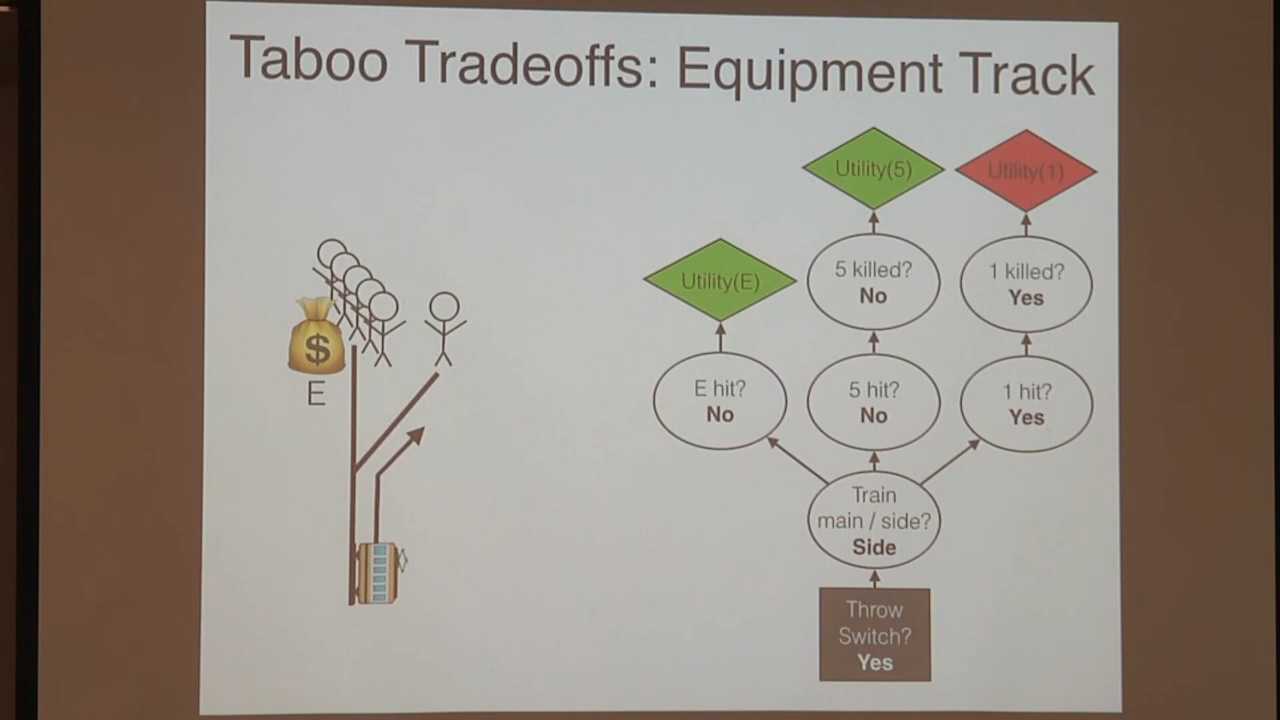 Taboo Tradeoffs: Equipment Track
Utility(5)
Utility(1)
Utility(E)
5 killed?
No
1 killed?
Yes
$
E
E hit?
No
5 hit?
No
1 hit?
Yes
Train
main / side?
Side
Throw
Switch?
Yes